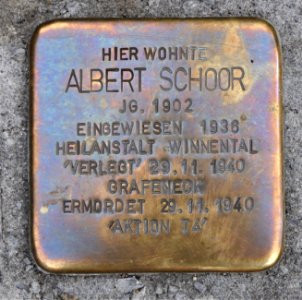 HIER WOHNTE
ALBERT SCHOOR
JG. 1902
EINGEWIESEN 1936
HEILANSTALT WINNENTAL
'VERLEGT' 29.11.1940
GRAFENECK
ERMORDET 29.11.1940
'AKTION T4'